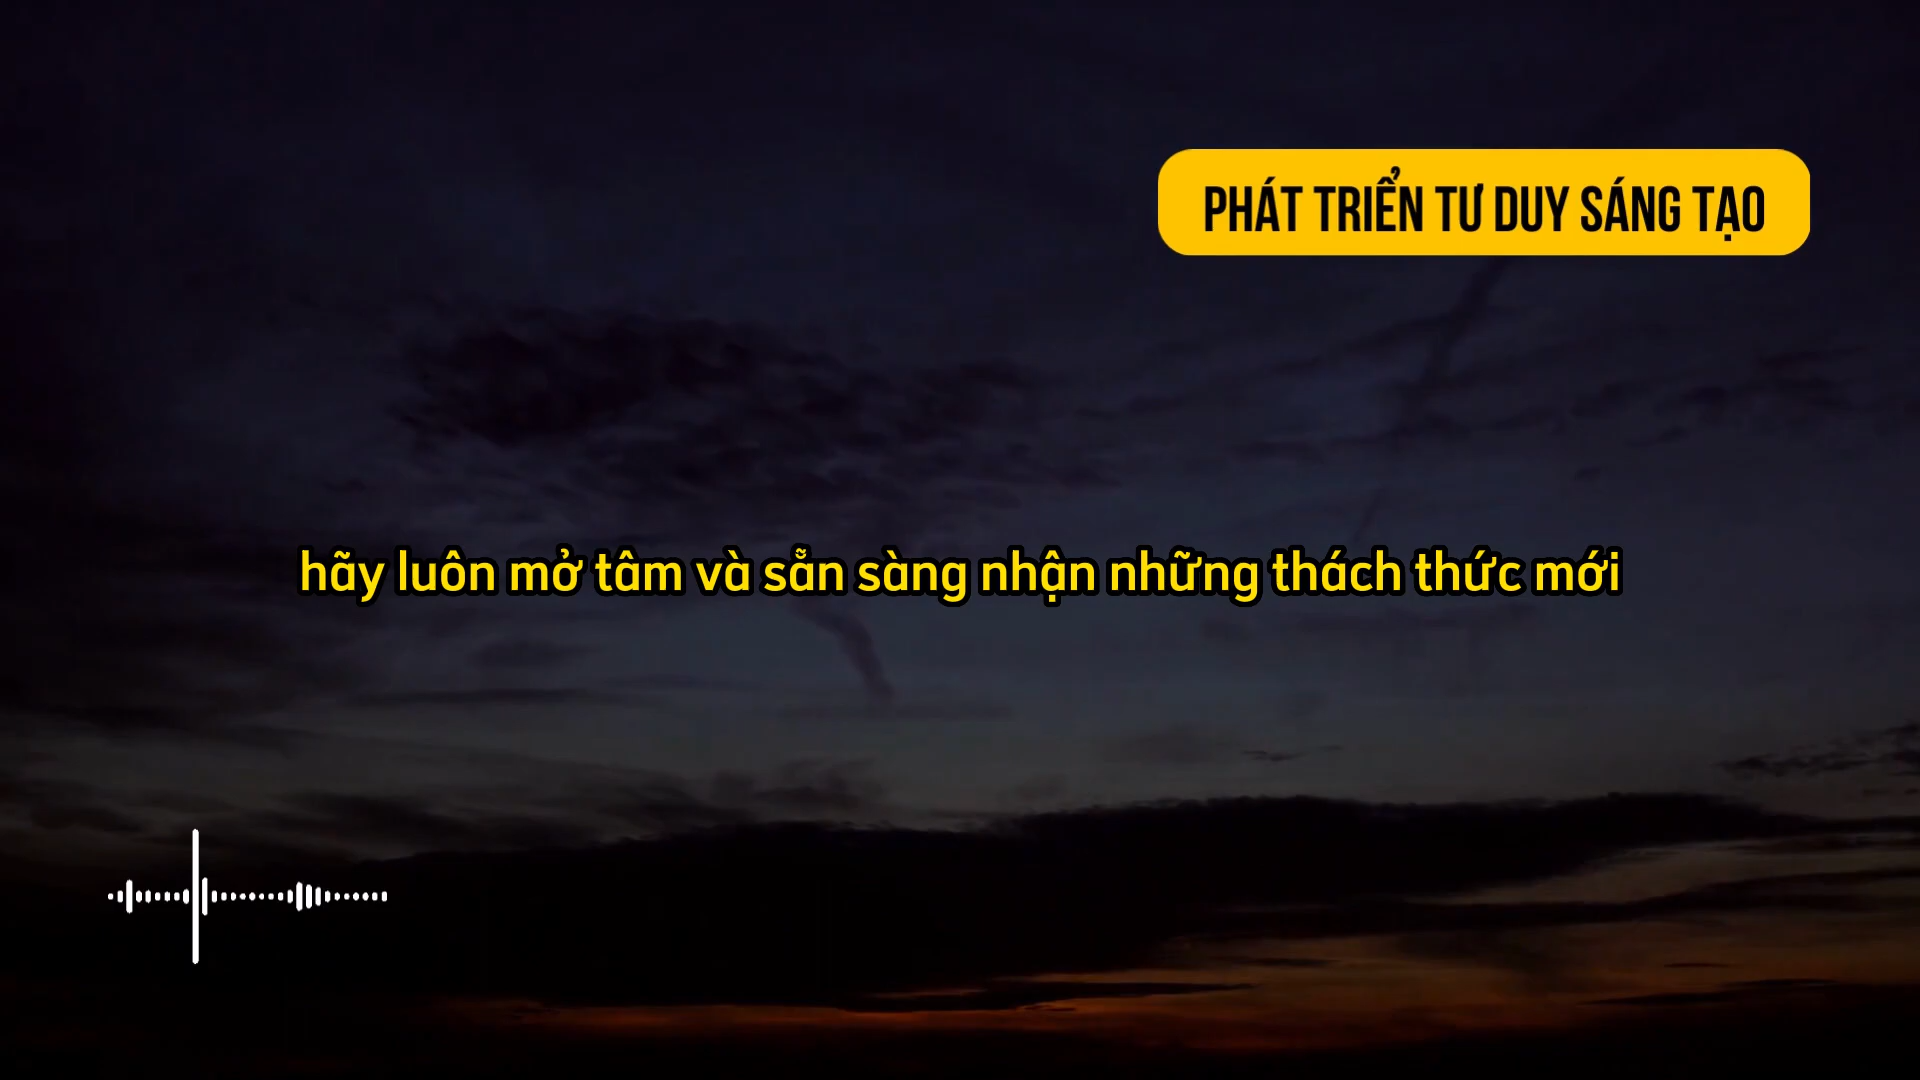 PHÁT TRIỂN TƯ DUY SÁNG TẠO
hãy luôn mở tâm và sẵn sàng nhận những thách thức mới